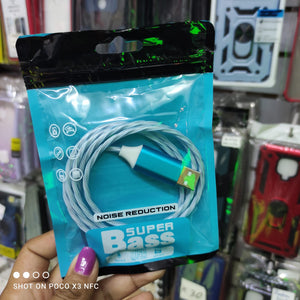 NOISE REDUCTION
SUPER
Bass
SHOT ON POCO X3 NFC